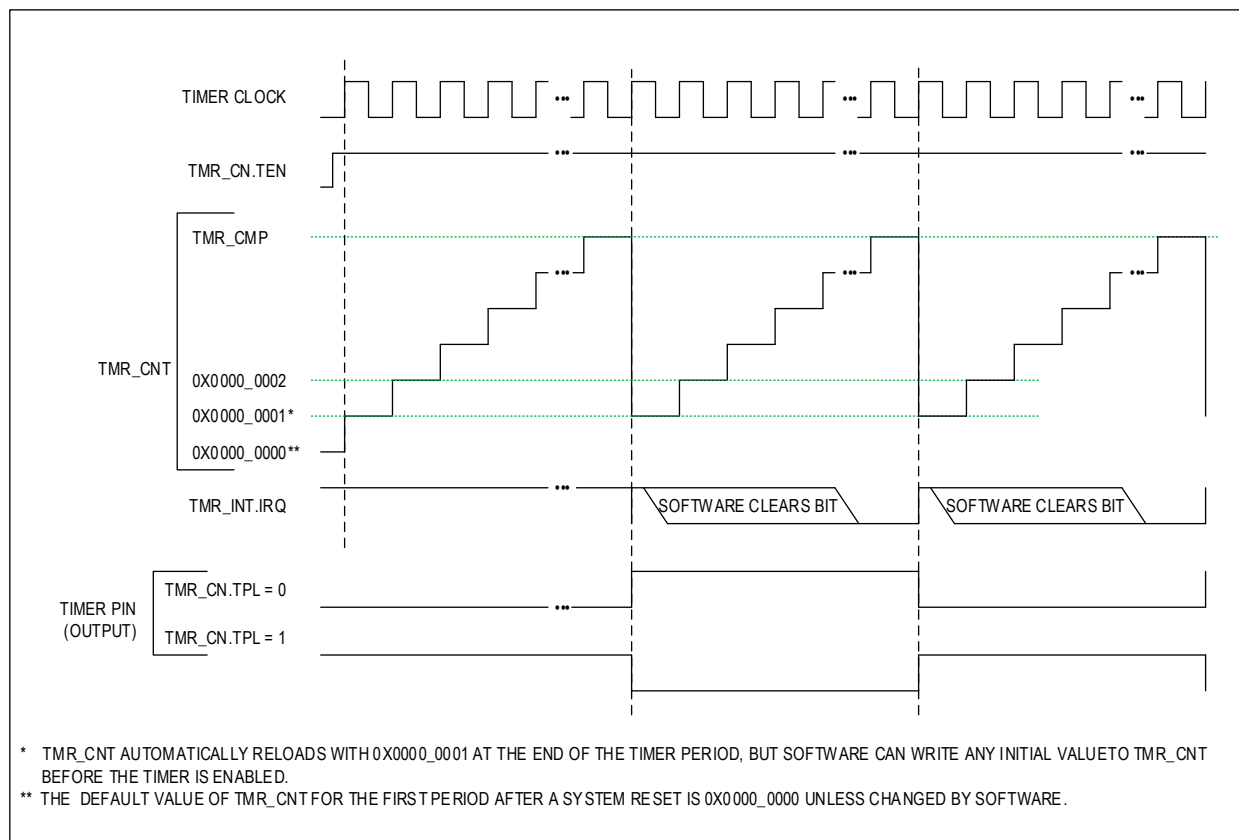 TIMER CLOCK
TMR_CN.TEN
TMR_CMP
TMR_CNT
0X0000_0002
0X0000_0001*
0X0000_0000**
TMR_INT.IRQ
SOFTWARE CLEARS BIT
SOFTWARE CLEARS BIT
TMR_CN.TPL = 0
TIMER PIN
(OUTPUT)
TMR_CN.TPL = 1
* TMR_CNT AUTOMATICALLY RELOADS WITH 0X0000_0001 AT THE END OF THE TIMER PERIOD, BUT SOFTWARE CAN WRITE ANY INITIAL VALUE TO TMR_CNT
BEFORE THE TIMER IS ENABLED.
** THE DEFAULT VALUE OF TMR_CNT FOR THE FIRST PERIOD AFTER A SYSTEM RESET IS 0X0000_0000 UNLESS CHANGED BY SOFTWARE.